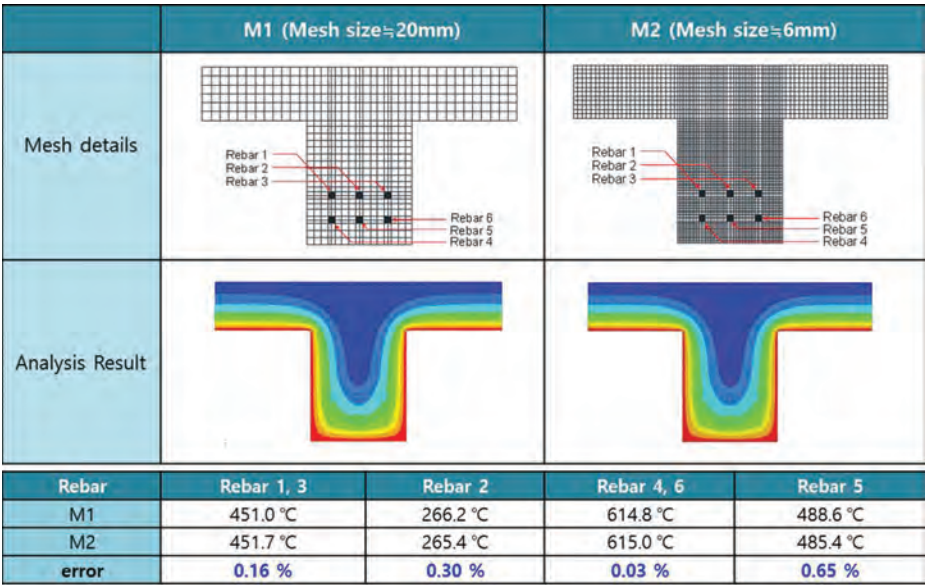 M1 (Mesh size≒20mm) M2 (Mesh size≒6mm)
Mesh details
Rebar 1
Rebar 2
Rebar 3
Rebar 6
Rebar 5
Rebar 4
Rebar 1
Rebar 2
Rebar 3
Rebar 6
Rebar 5
Rebar 4
Analysis Result
Rebar Rebar 1, 3 Rebar 2 Rebar 4, 6 Rebar 5
M1 451.0 ℃ 266.2 ℃ 614.8 ℃ 488.6 ℃
M2 451.7 ℃ 265.4 ℃ 615.0 ℃ 485.4 ℃
error 0.16 % 0.30 % 0.03 % 0.65 %